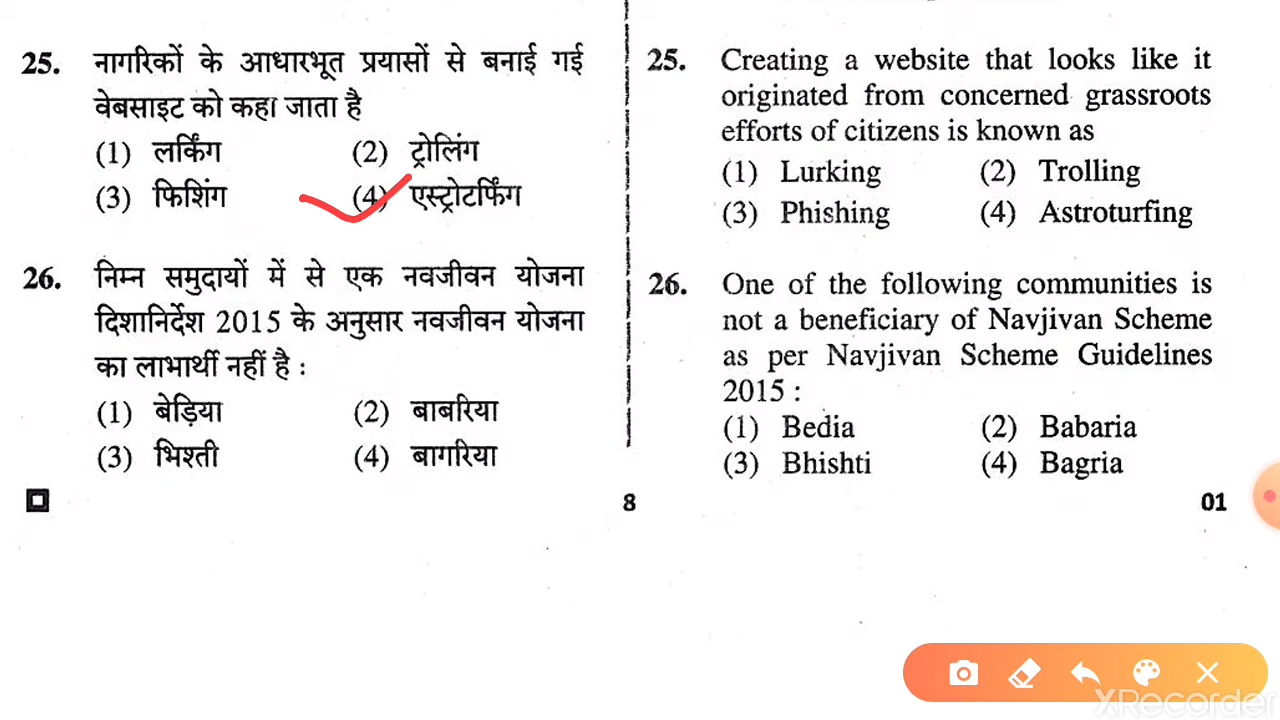 25. नागरिकों के आधारभूत प्रयासों से बनाई गई
वेबसाइट को कहा जाता है
(1) लर्किंग (2) ट्रोलिंग
(3) फिशिंग (4) एस्ट्रोटर्फिंग
26. निम्न समुदायों में से एक नवजीवन योजना
दिशानिर्देश 2015 के अनुसार नवजीवन योजना
का लाभार्थी नहीं है :
(1) बेड़िया (2) बाबरिया
(3) भिश्ती (4) बागरिया
25. Creating a website that looks like it
originated from concerned grassroots
efforts of citizens is known as
(1) Lurking (2) Trolling
(3) Phishing (4) Astroturfing
26. One of the following communities is
not a beneficiary of Navjivan Scheme
as per Navjivan Scheme Guidelines
2015 :
(1) Bedia (2) Babaria
(3) Bhishti (4) Bagria
8
01
XRecorder